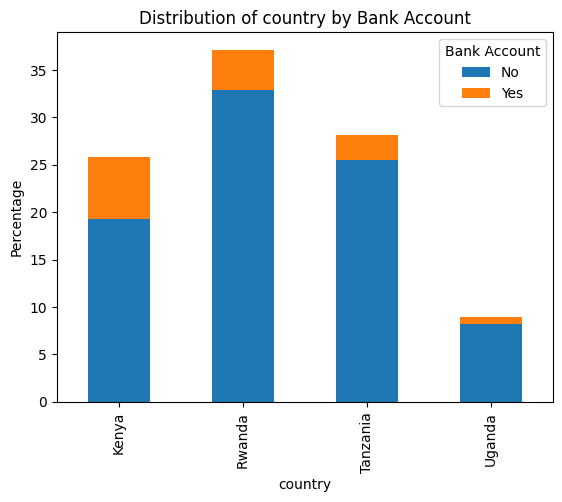 Distribution of country by Bank Account
Bank Account
No
Yes
Percentage
35
30
25
20
15
10
5
0
Kenya
Rwanda
Tanzania
Uganda
country